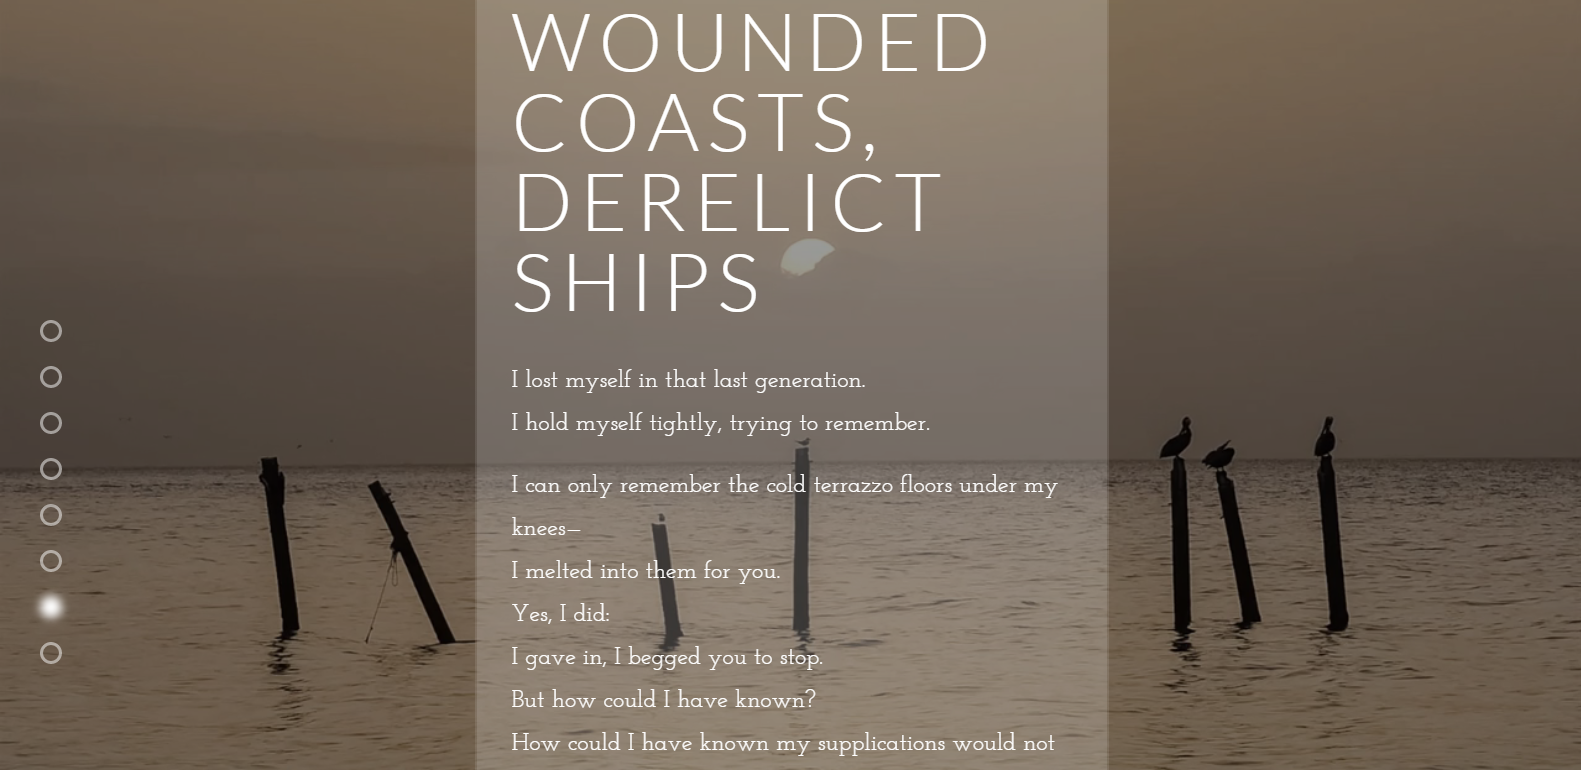 WOUNDED
COASTS,
DERELICT
SHIPS
I lost myself in that last generation.
I hold myself tightly, trying to remember.
I can only remember the cold terrazzo floors under my
knees—
I melted into them for you.
Yes, I did:
I gave in, I begged you to stop.
But how could I have known?
How could I have known my supplications would not